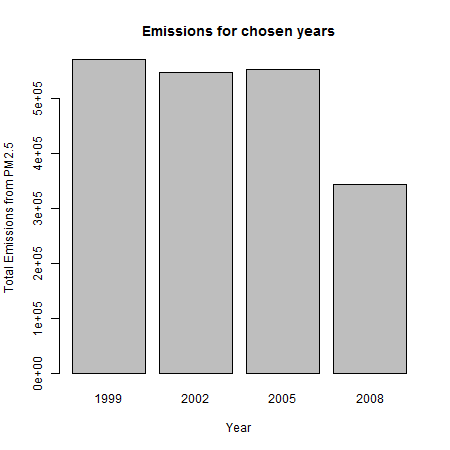 Emissions for chosen years
Total Emissions from PM2.5
5e+05
4e+05
3e+05
2e+05
1e+05
0e+00
1999 2002 2005 2008
Year